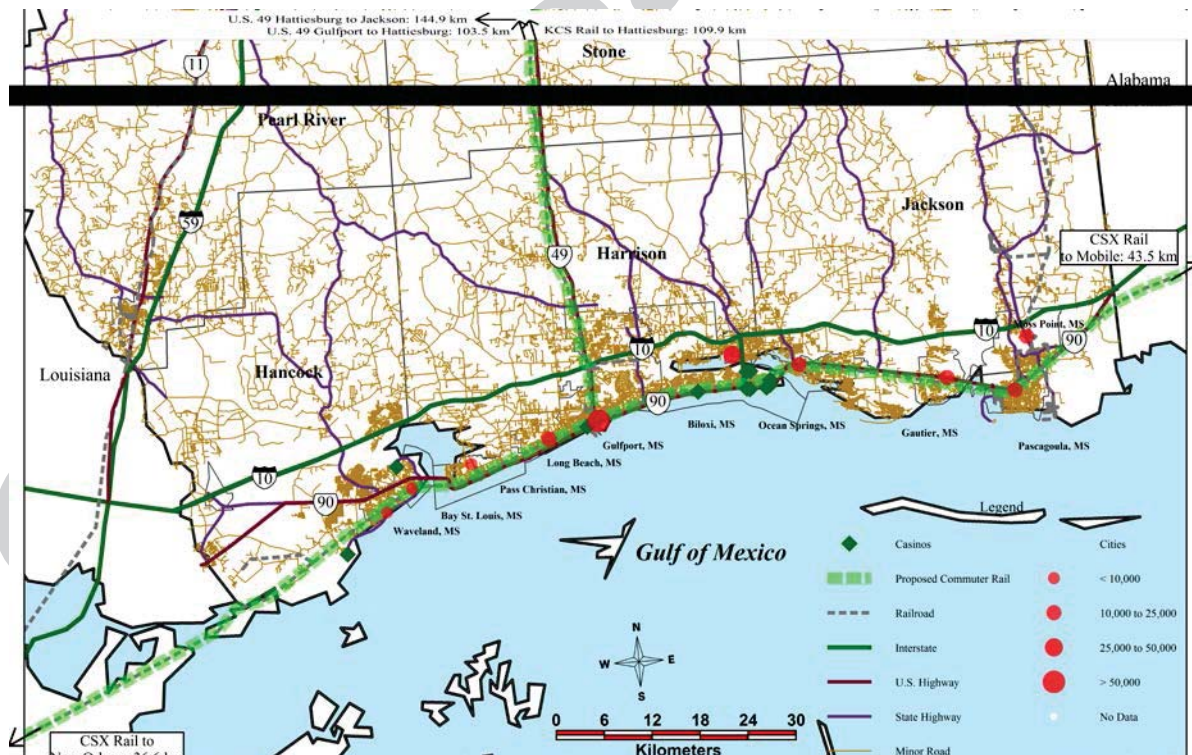 U.S. 49 Hattiesburg to Jackson: 144.9 km
U.S. 49 Gulfport to Hattiesburg: 103.5 km
KCS Rail to Hattiesburg: 109.9 km
Stone
11
Alabama
Pearl River
59
Jackson
49
Harrison
CSX Rail
to Mobile: 43.5 km
10
Moss Point, MS
90
10
Louisiana
Hancock
90
Biloxi, MS
Ocean Springs, MS
Gautier, MS
Pascagoula, MS
Gulfport, MS
Long Beach, MS
10
90
Pass Christian, MS
Bay St. Louis, MS
Waveland, MS
Gulf of Mexico
Legend
Casinos
Cities
Proposed Commuter Rail
< 10,000
Railroad
10,000 to 25,000
Interstate
25,000 to 50,000
U.S. Highway
> 50,000
State Highway
No Data
Minor Road
N
W E
S
0 6 12 18 24 30
Kilometers
CSX Rail to